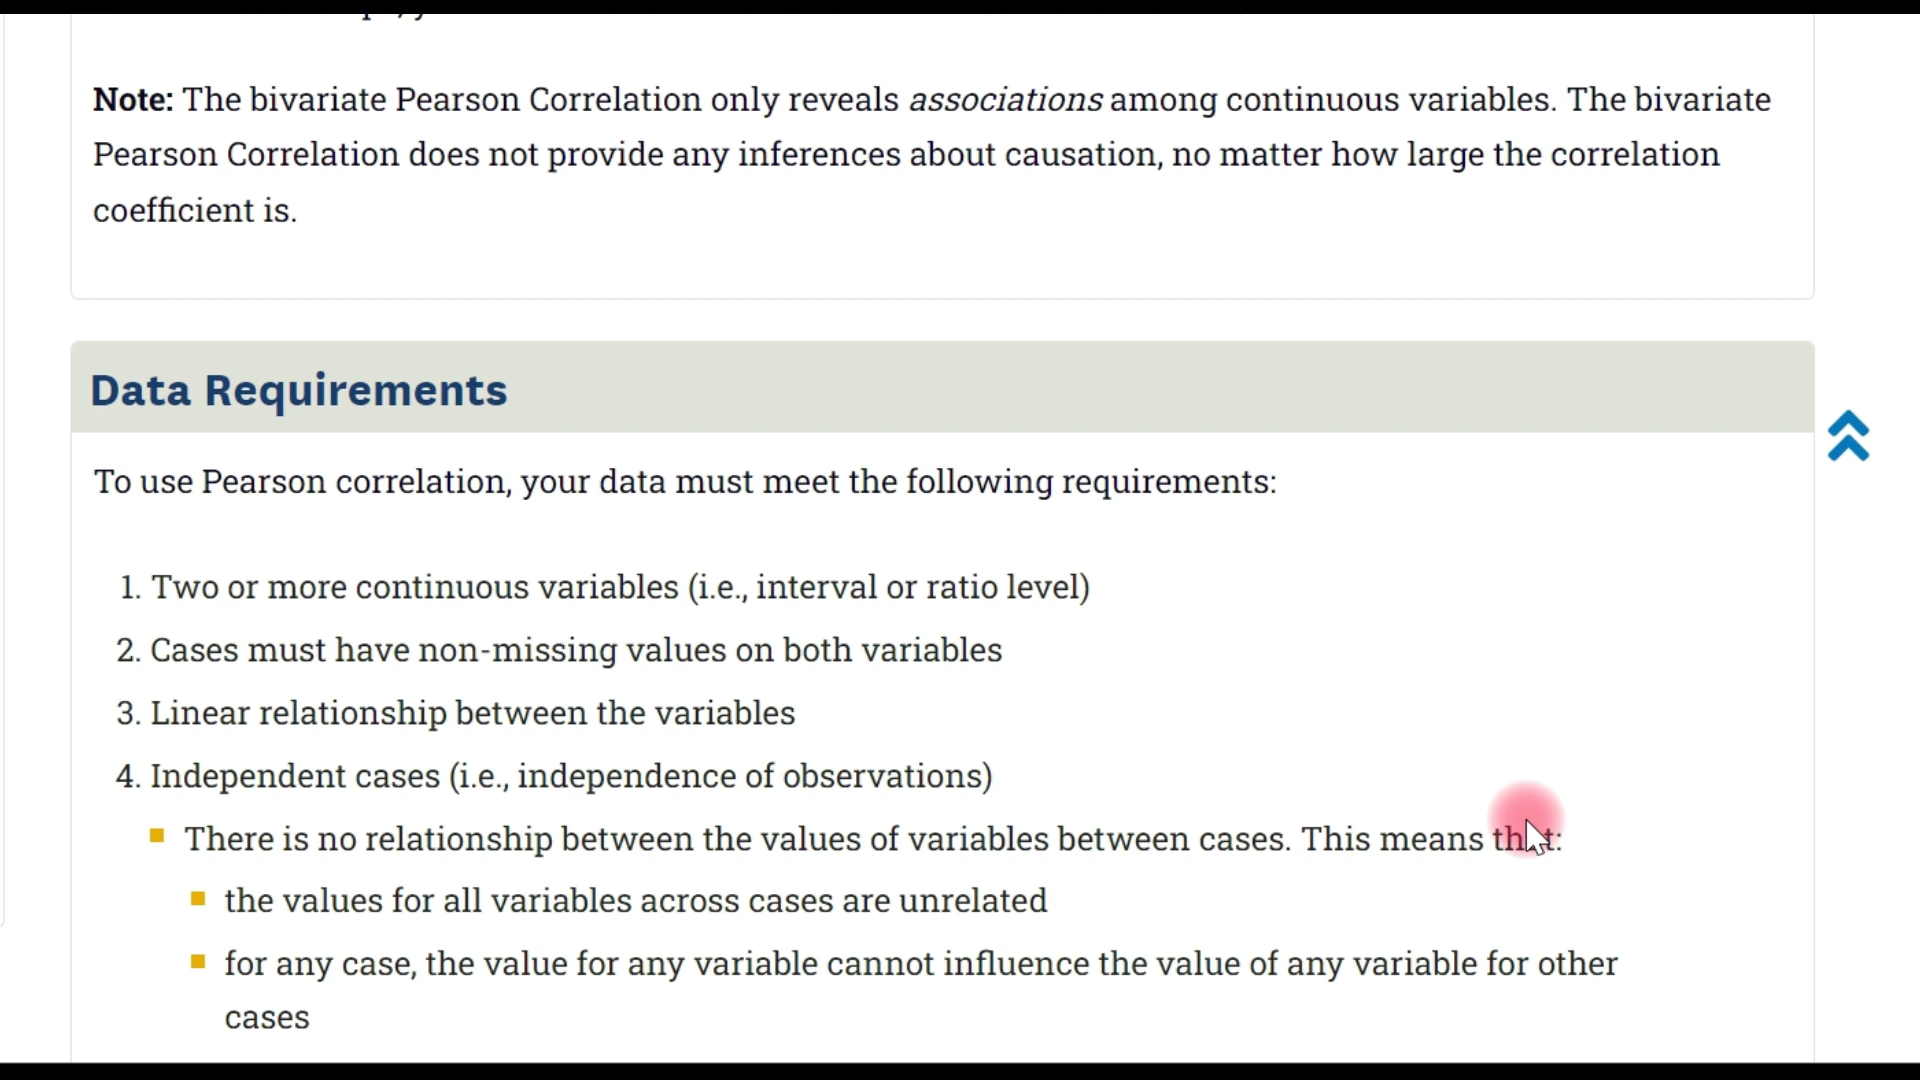 Note: The bivariate Pearson Correlation only reveals associations among continuous variables. The bivariate
Pearson Correlation does not provide any inferences about causation, no matter how large the correlation
coefficient is.
Data Requirements
To use Pearson correlation, your data must meet the following requirements:
1. Two or more continuous variables (i.e., interval or ratio level)
2. Cases must have non-missing values on both variables
3. Linear relationship between the variables
4. Independent cases (i.e., independence of observations)
There is no relationship between the values of variables between cases. This means that:
the values for all variables across cases are unrelated
for any case, the value for any variable cannot influence the value of any variable for other
cases